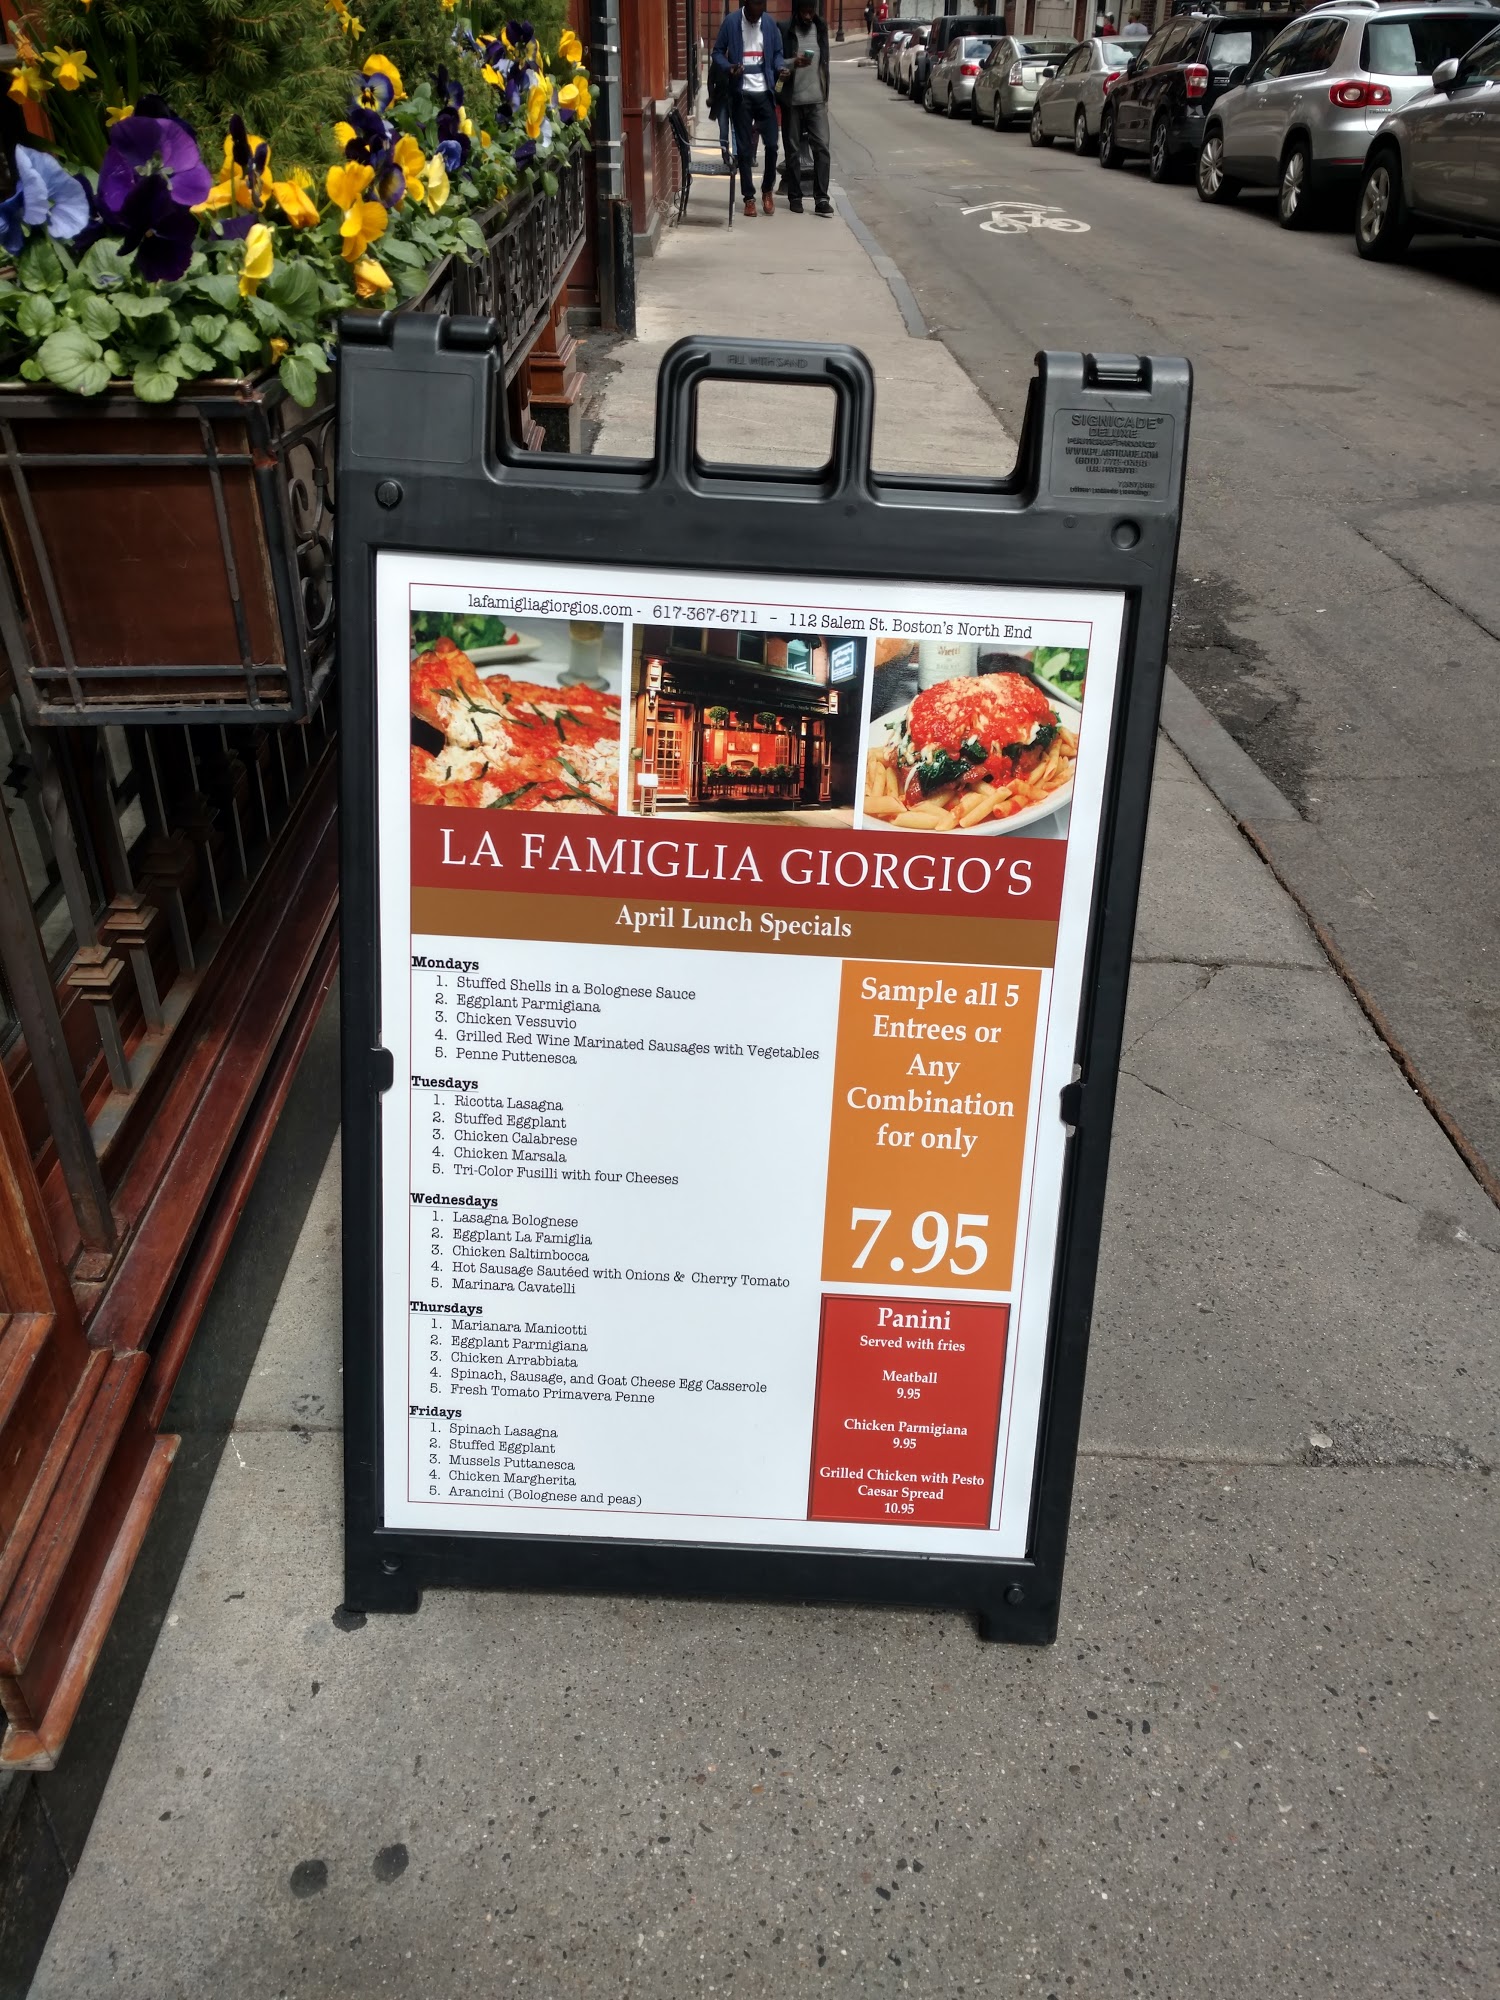 FILL WITH SAND
SIGNICADE®
DELUXE
lafamigliagiorgios.com - 617-367-6711 - 112 Salem St. Boston's North End
LA FAMIGLIA GIORGIO'S
April Lunch Specials
Mondays
1. Stuffed Shells in a Bolognese Sauce
2. Eggplant Parmigiana
3. Chicken Vessuvio
4. Grilled Red Wine Marinated Sausages with Vegetables
5. Penne Puttenesca
Tuesdays
1. Ricotta Lasagna
2. Stuffed Eggplant
3. Chicken Calabrese
4. Chicken Marsala
5. Tri-Color Fusilli with four Cheeses
Wednesdays
1. Lasagna Bolognese
2. Eggplant La Famiglia
3. Chicken Saltimbocca
4. Hot Sausage Sautéed with Onions & Cherry Tomato
5. Marinara Cavatelli
Thursdays
1. Marianara Manicotti
2. Eggplant Parmigiana
3. Chicken Arrabbiata
4. Spinach, Sausage, and Goat Cheese Egg Casserole
5. Fresh Tomato Primavera Penne
Fridays
1. Spinach Lasagna
2. Stuffed Eggplant
3. Mussels Puttanesca
4. Chicken Margherita
5. Arancini (Bolognese and peas)
Sample all 5
Entrees or
Any
Combination
for only
7.95
Panini
Served with fries
Meatball
9.95
Chicken Parmigiana
9.95
Grilled Chicken with Pesto
Caesar Spread
10.95